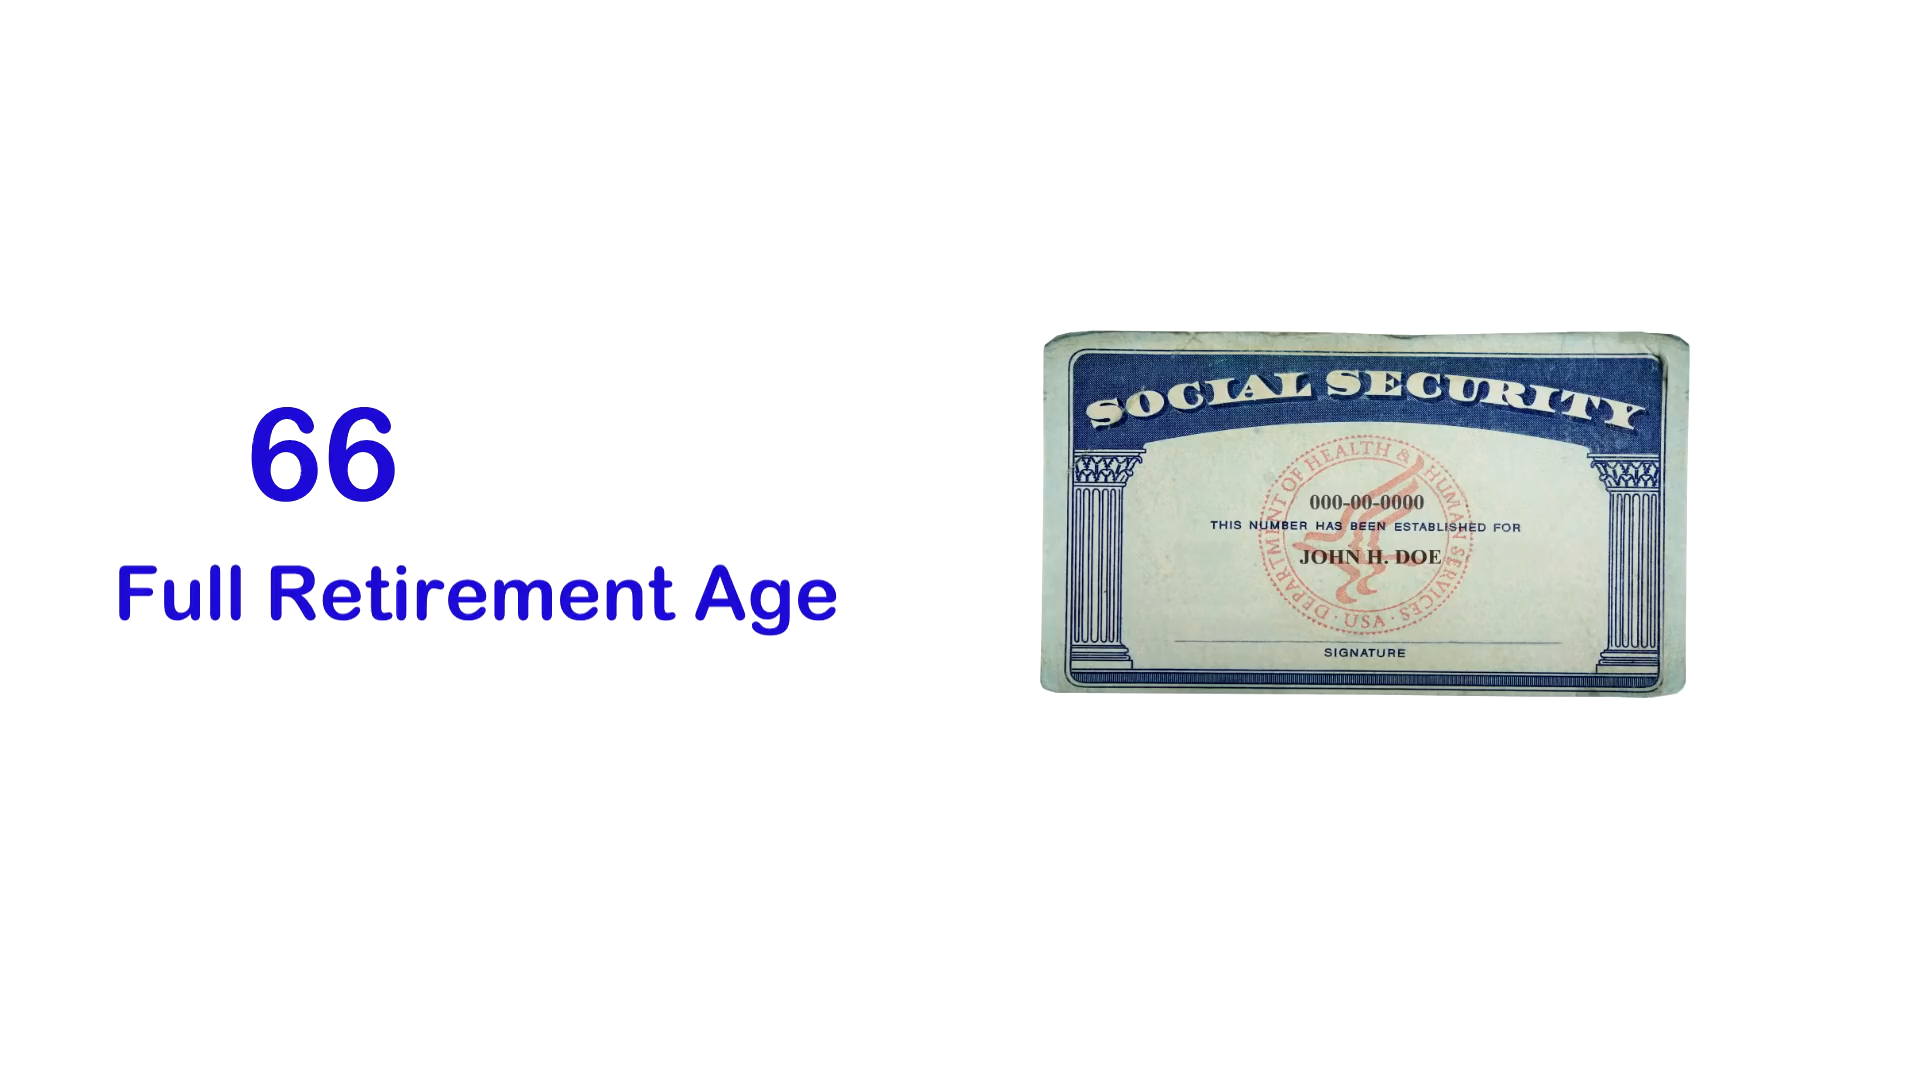 66
Full Retirement Age
SOCIAL SECURITY
DEPARTMENT OF HEALTH & HUMAN SERVICES · USA ·
000-00-0000
THIS NUMBER HAS BEEN ESTABLISHED FOR
JOHN H. DOE
SIGNATURE